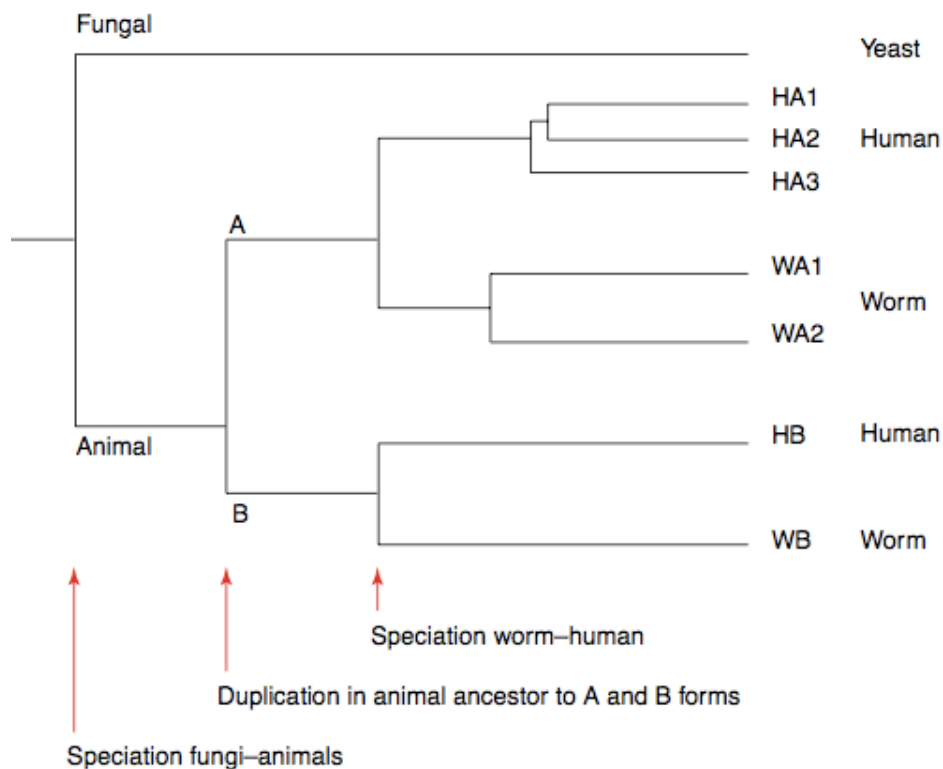 Fungal
Yeast
HA1
HA2 Human
HA3
A
WA1
Worm
WA2
Animal
HB Human
B
WB Worm
Speciation worm–human
Duplication in animal ancestor to A and B forms
Speciation fungi–animals